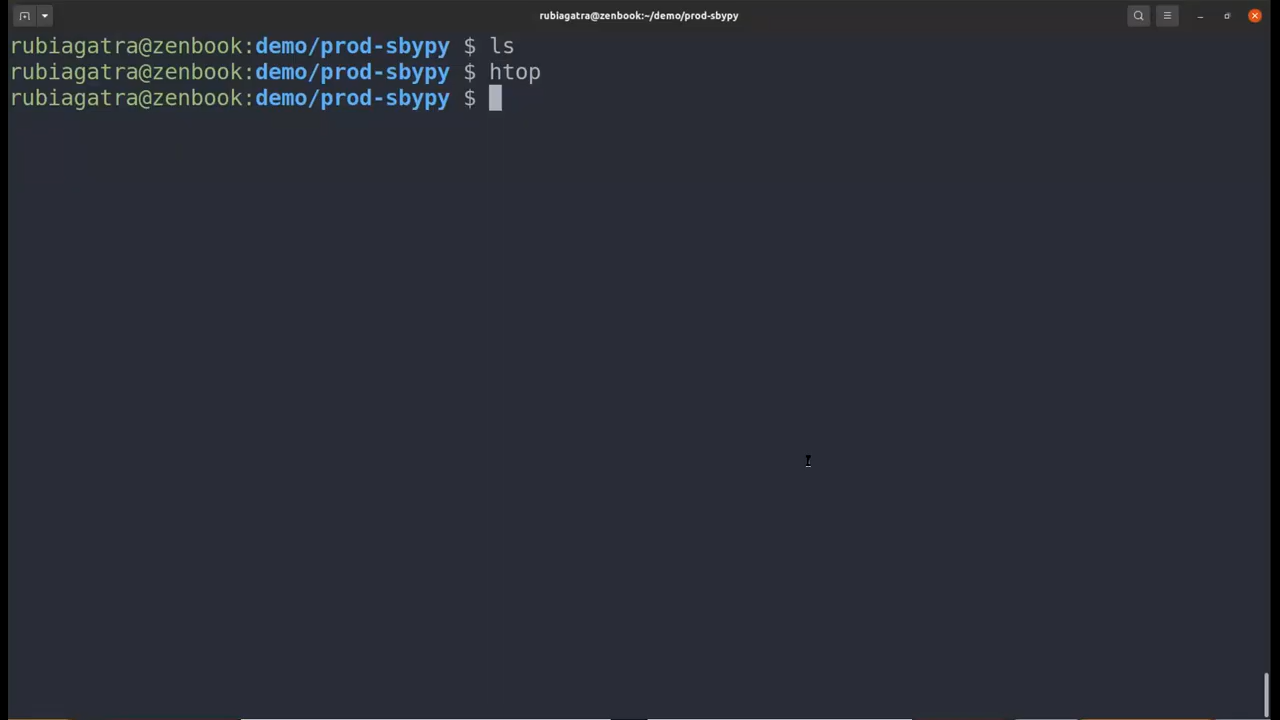 rubiagatra@zenbook:~/demo/prod-sbypy
rubiagatra@zenbook:demo/prod-sbypy $ ls
rubiagatra@zenbook:demo/prod-sbypy $ htop
rubiagatra@zenbook:demo/prod-sbypy $